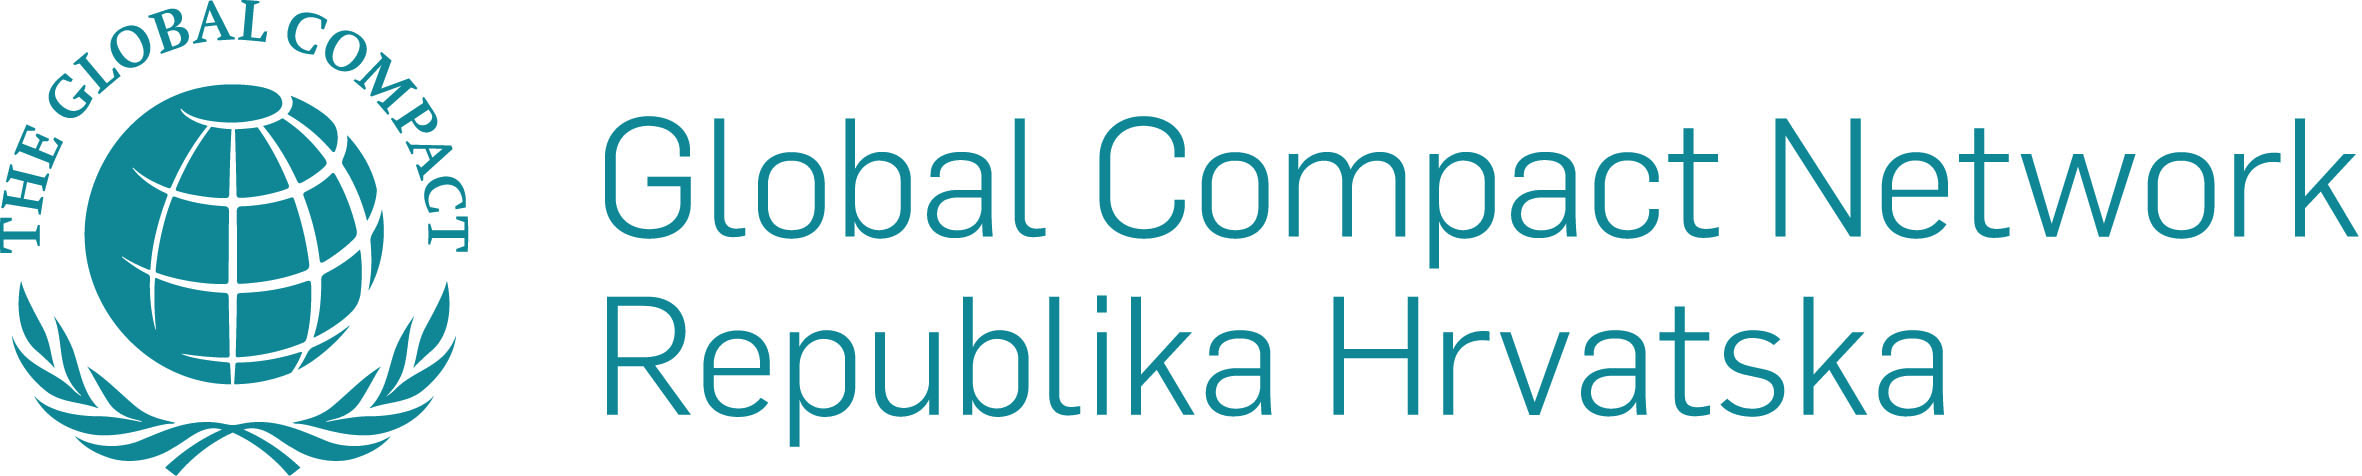 THE GLOBAL COMPACT
Global Compact Network
Republika Hrvatska